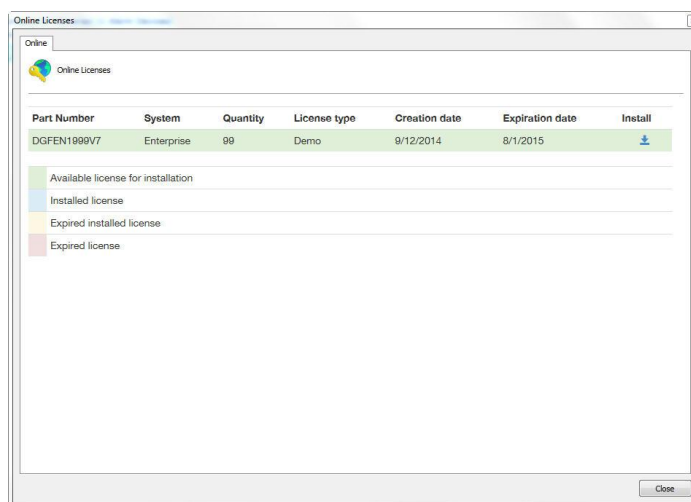 Online Licenses
Online
Online Licenses
Part Number System Quantity License type Creation date Expiration date Install
DGFEN1999V7 Enterprise 99 Demo 9/12/2014 8/1/2015
Available license for installation
Installed license
Expired installed license
Expired license
Close